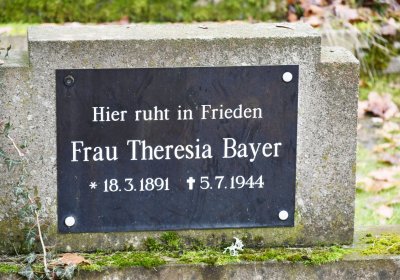 Hier ruht in Frieden
Frau Theresia Bayer
* 18.3.1891 ✝ 5.7.1944